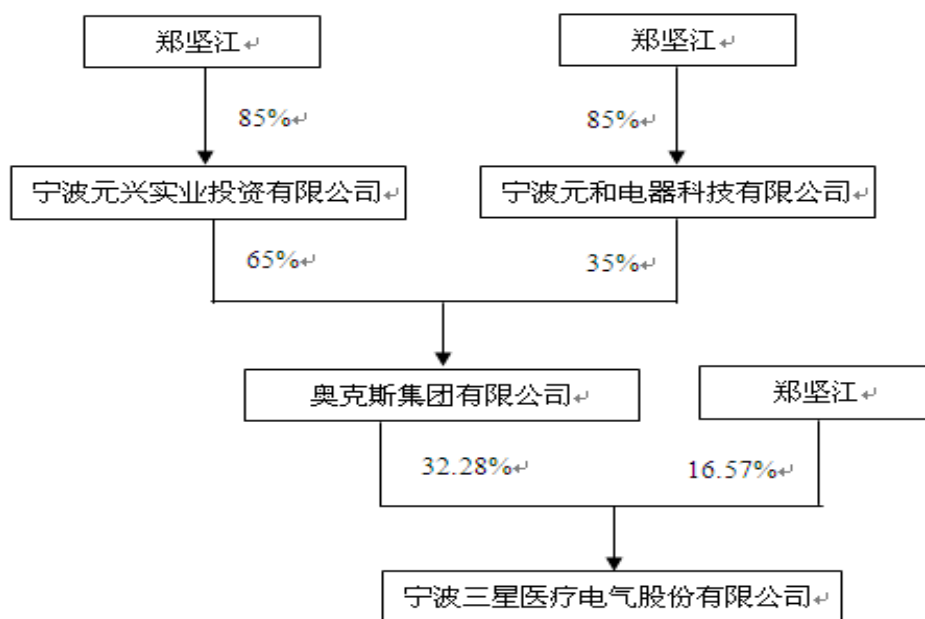 郑坚江↵
郑坚江↵
85%↵
85%↵
宁波元兴实业投资有限公司↵
宁波元和电器科技有限公司↵
65%↵
35%↵
奥克斯集团有限公司↵
郑坚江↵
32.28%↵
16.57%↵
宁波三星医疗电气股份有限公司↵